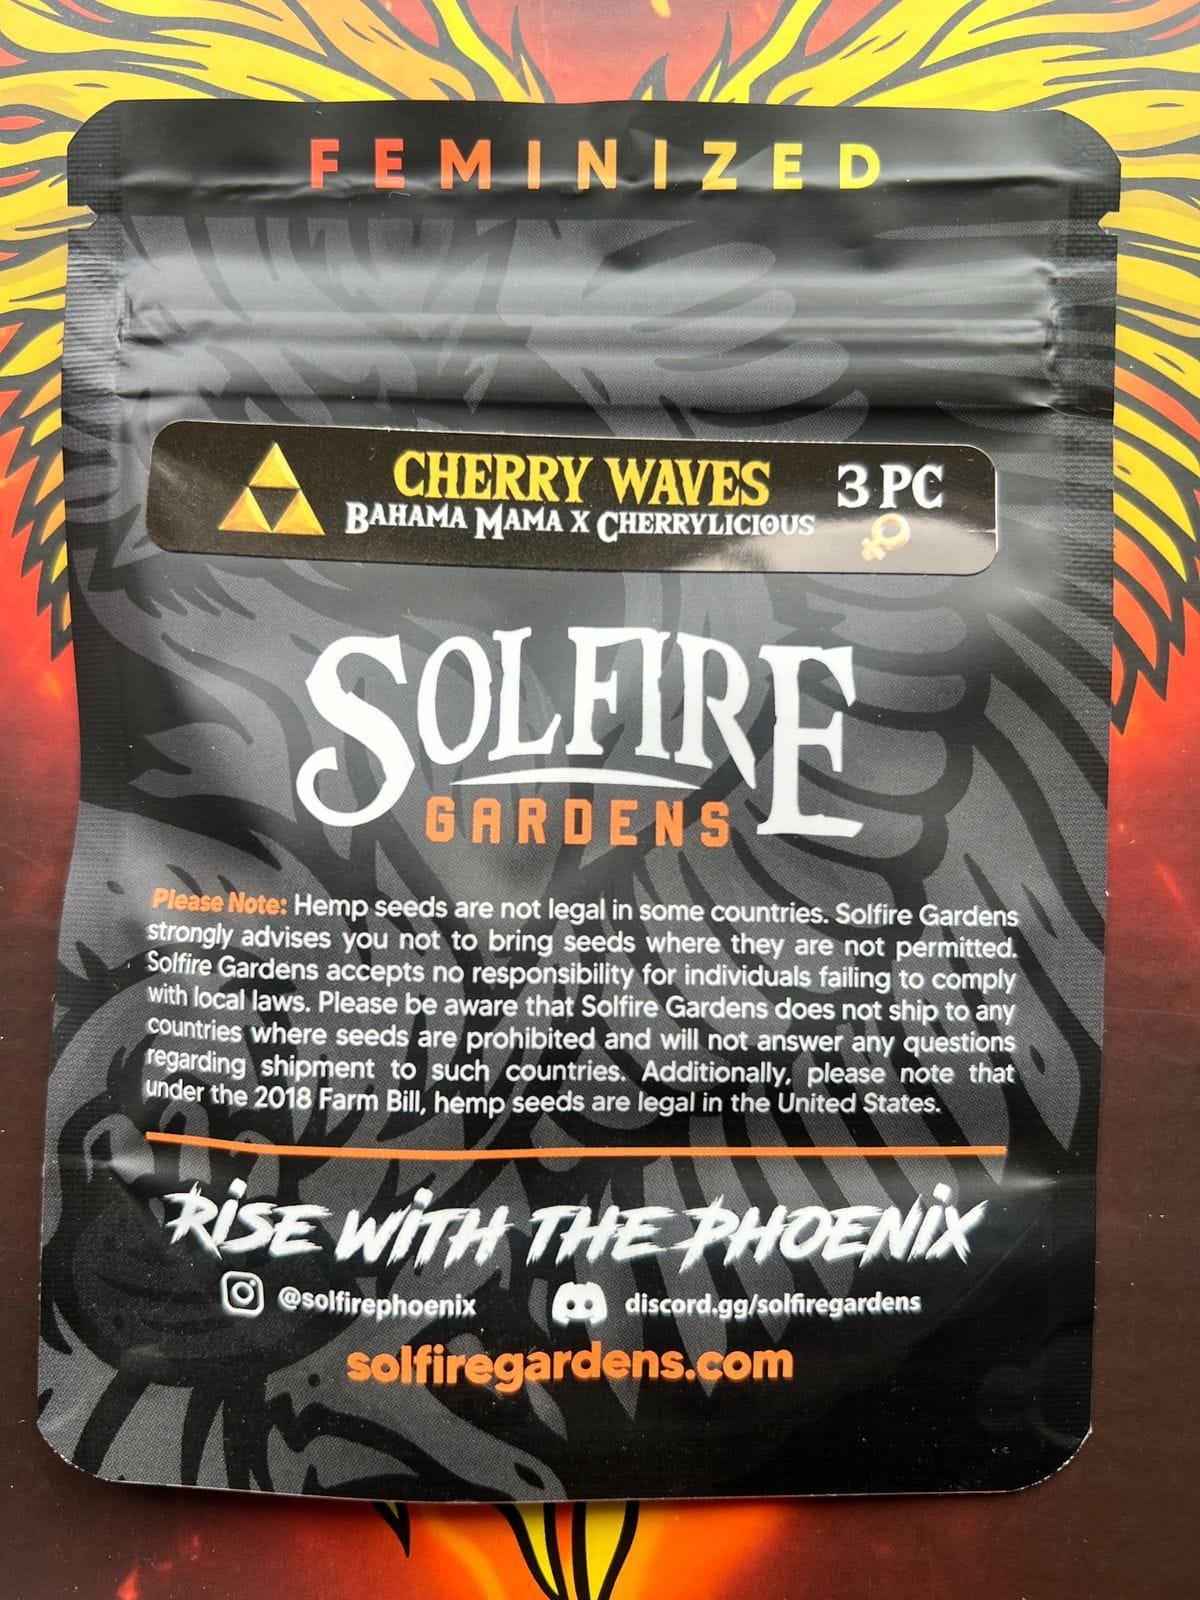 FEMINIZED
CHERRY WAVES
BAHAMA MAMA X CHERRYLICIOUS
3 PC
SOLFIRE
GARDENS
Please Note: Hemp seeds are not legal in some countries. Solfire Gardens
strongly advises you not to bring seeds where they are not permitted.
Solfire Gardens accepts no responsibility for individuals failing to comply
with local laws. Please be aware that Solfire Gardens does not ship to any
countries where seeds are prohibited and will not answer any questions
regarding shipment to such countries. Additionally, please note that
under the 2018 Farm Bill, hemp seeds are legal in the United States.
RISE WITH THE PHOENIX
@solfirephoenix
discord.gg/solfiregardens
solfiregardens.com